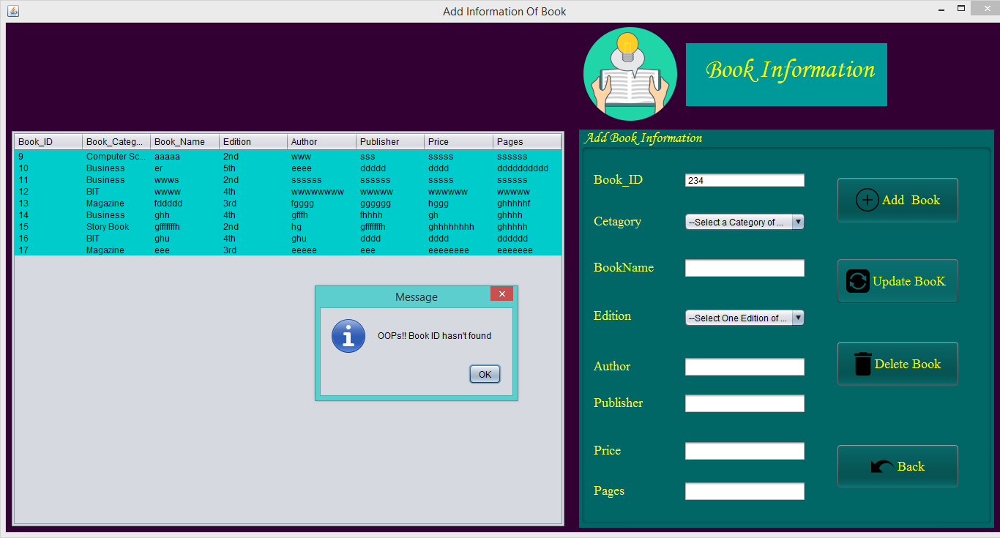 Add Information Of Book
Book Information
Book_ID Book_Categ... Book_Name Edition Author Publisher Price Pages
9 Computer Sc... aaaaa 2nd www sss sssss ssssss
10 Business er 5th eeee ddddd dddd dddddddddd
11 Business wwws 2nd ssssss ssssss sssss ssssss
12 BIT wwww 4th wwwwwwww wwwww wwwwww wwwww
13 Magazine fddddd 3rd fgggg gggggg hggg ghhhhf
14 Business ghh 4th gfffh fhhhh gh ghhhh
15 Story Book gfffffffh 2nd hg gfffffffh ghhhhhhhh ghhhhh
16 BIT ghu 4th ghu dddd dddd dddddd
17 Magazine eee 3rd eeeee eee eeeeeeee eeeeeee
Message
OOPs!! Book ID hasn't found
OK
Add Book Information
Book_ID 234
Cetagory --Select a Category of ...
BookName
Edition --Select One Edition of ...
Author
Publisher
Price
Pages
Add Book
Update BooK
Delete Book
Back